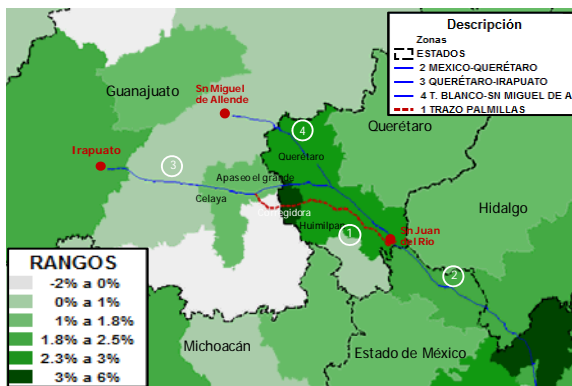 Descripción
Zonas
ESTADOS
2 MEXICO-QUERÉTARO
3 QUERÉTARO-IRAPUATO
4 T. BLANCO-SN MIGUEL DE A
1 TRAZO PALMILLAS
Sn Miguel
de Allende
Guanajuato
Querétaro
4
Irapuato
3
Querétaro
Apaseo el grande
Celaya
Corregidora
Huimilpan
1
Sn Juan
del Rio
Hidalgo
2
RANGOS
-2% a 0%
0% a 1%
1% a 1.8%
1.8% a 2.5%
2.3% a 3%
3% a 6%
Michoacán
Estado de México